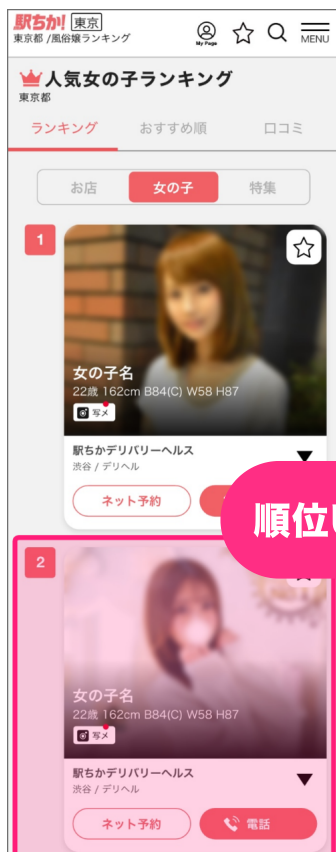 駅ちか! 東京
東京都 /風俗嬢ランキング
My Page
MENU
人気女の子ランキング
東京都
ランキング おすすめ順 口コミ
お店 女の子 特集
1
女の子名
22歳 162cm B84(C) W58 H87
写メ
駅ちかデリバリーヘルス
渋谷 / デリヘル
ネット予約
順位
2
女の子名
22歳 162cm B84(C) W58 H87
写メ
駅ちかデリバリーヘルス
渋谷 / デリヘル
ネット予約 電話